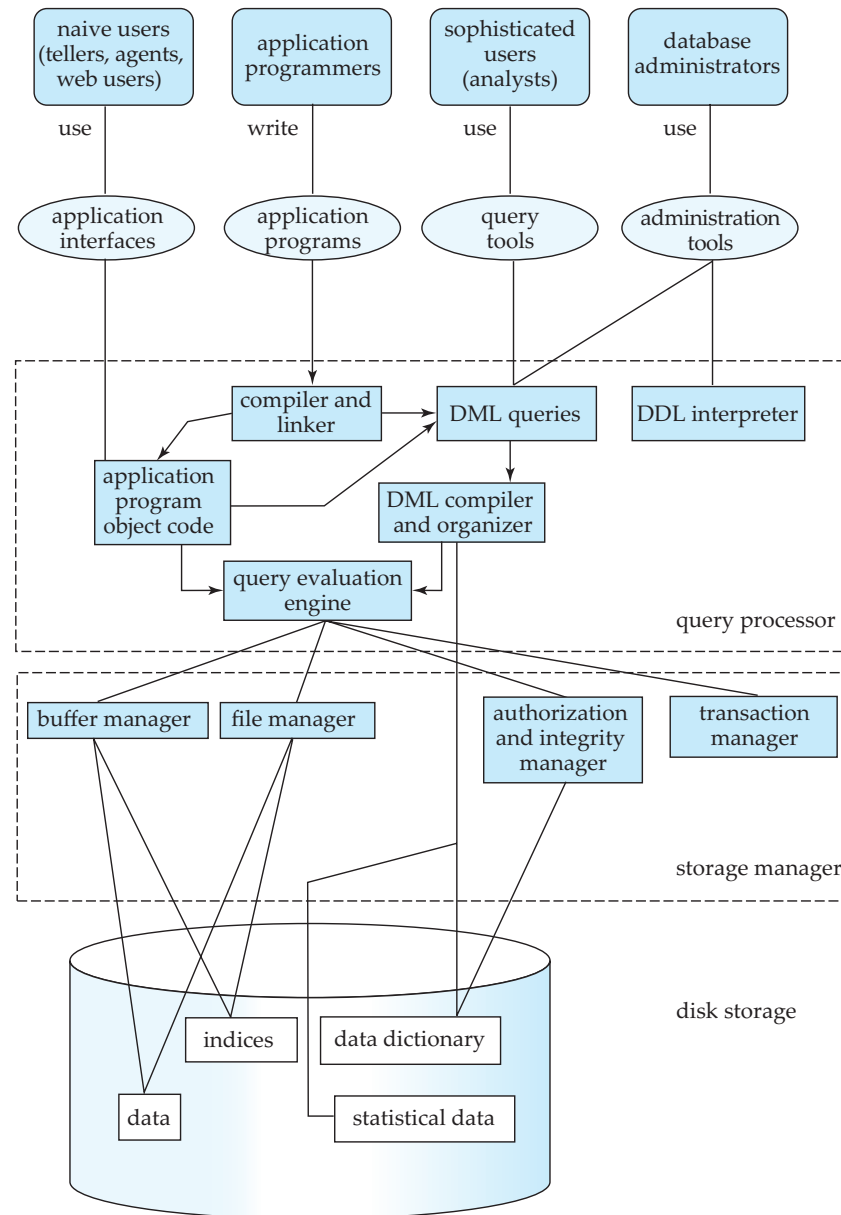 naive users
(tellers, agents,
web users)
application
programmers
sophisticated
users
(analysts)
database
administrators
use
write
use
use
application
interfaces
application
programs
query
tools
administration
tools
compiler and
linker
DML queries
DDL interpreter
application
program
object code
DML compiler
and organizer
query evaluation
engine
query processor
buffer manager
file manager
authorization
and integrity
manager
transaction
manager
storage manager
disk storage
indices
data dictionary
data
statistical data